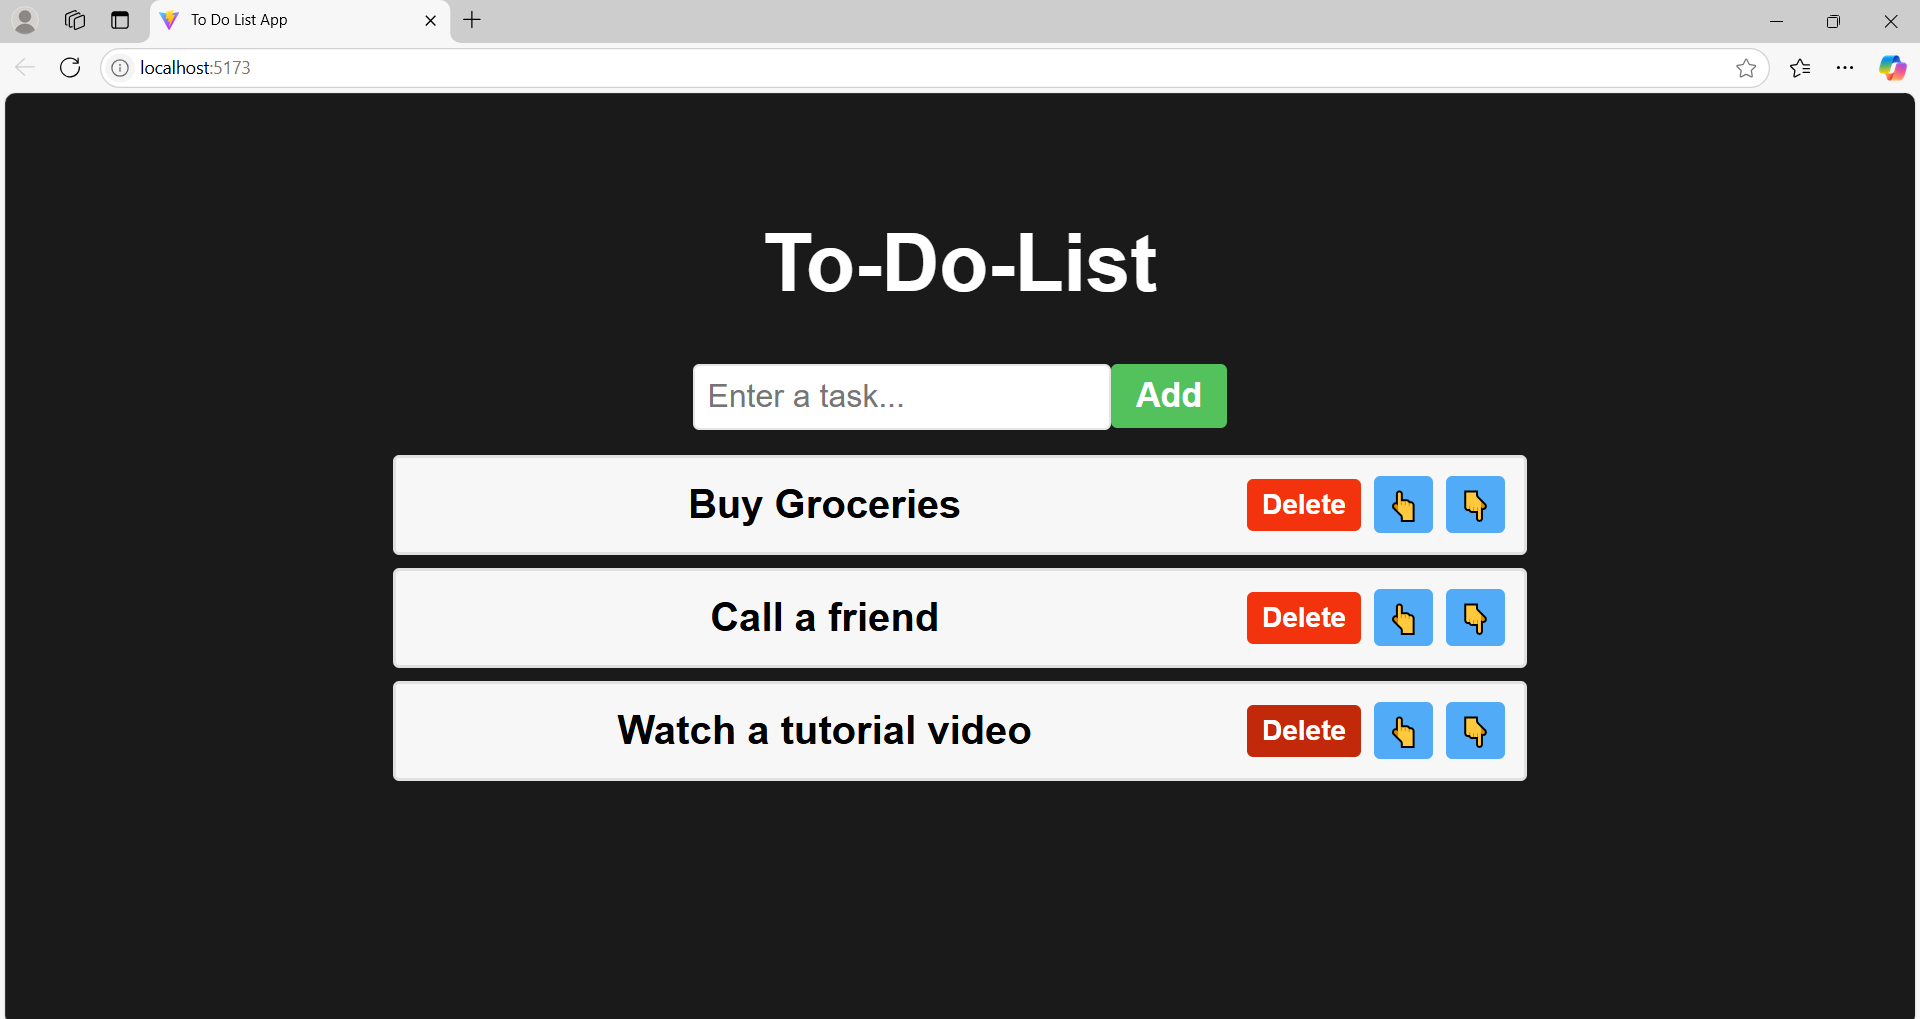 To Do List App
localhost:5173
To-Do-List
Enter a task...
Add
Buy Groceries
Delete
Call a friend
Delete
Watch a tutorial video
Delete